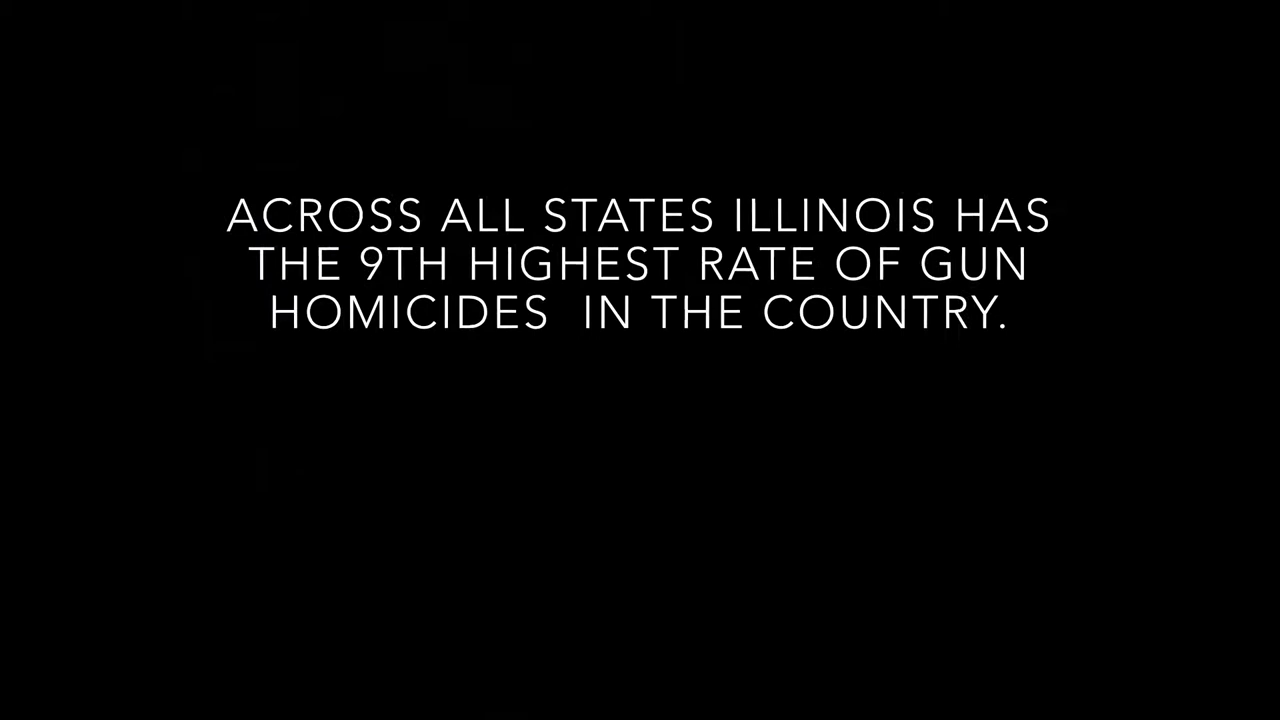 ACROSS ALL STATES ILLINOIS HAS
THE 9TH HIGHEST RATE OF GUN
HOMICIDES  IN THE COUNTRY.